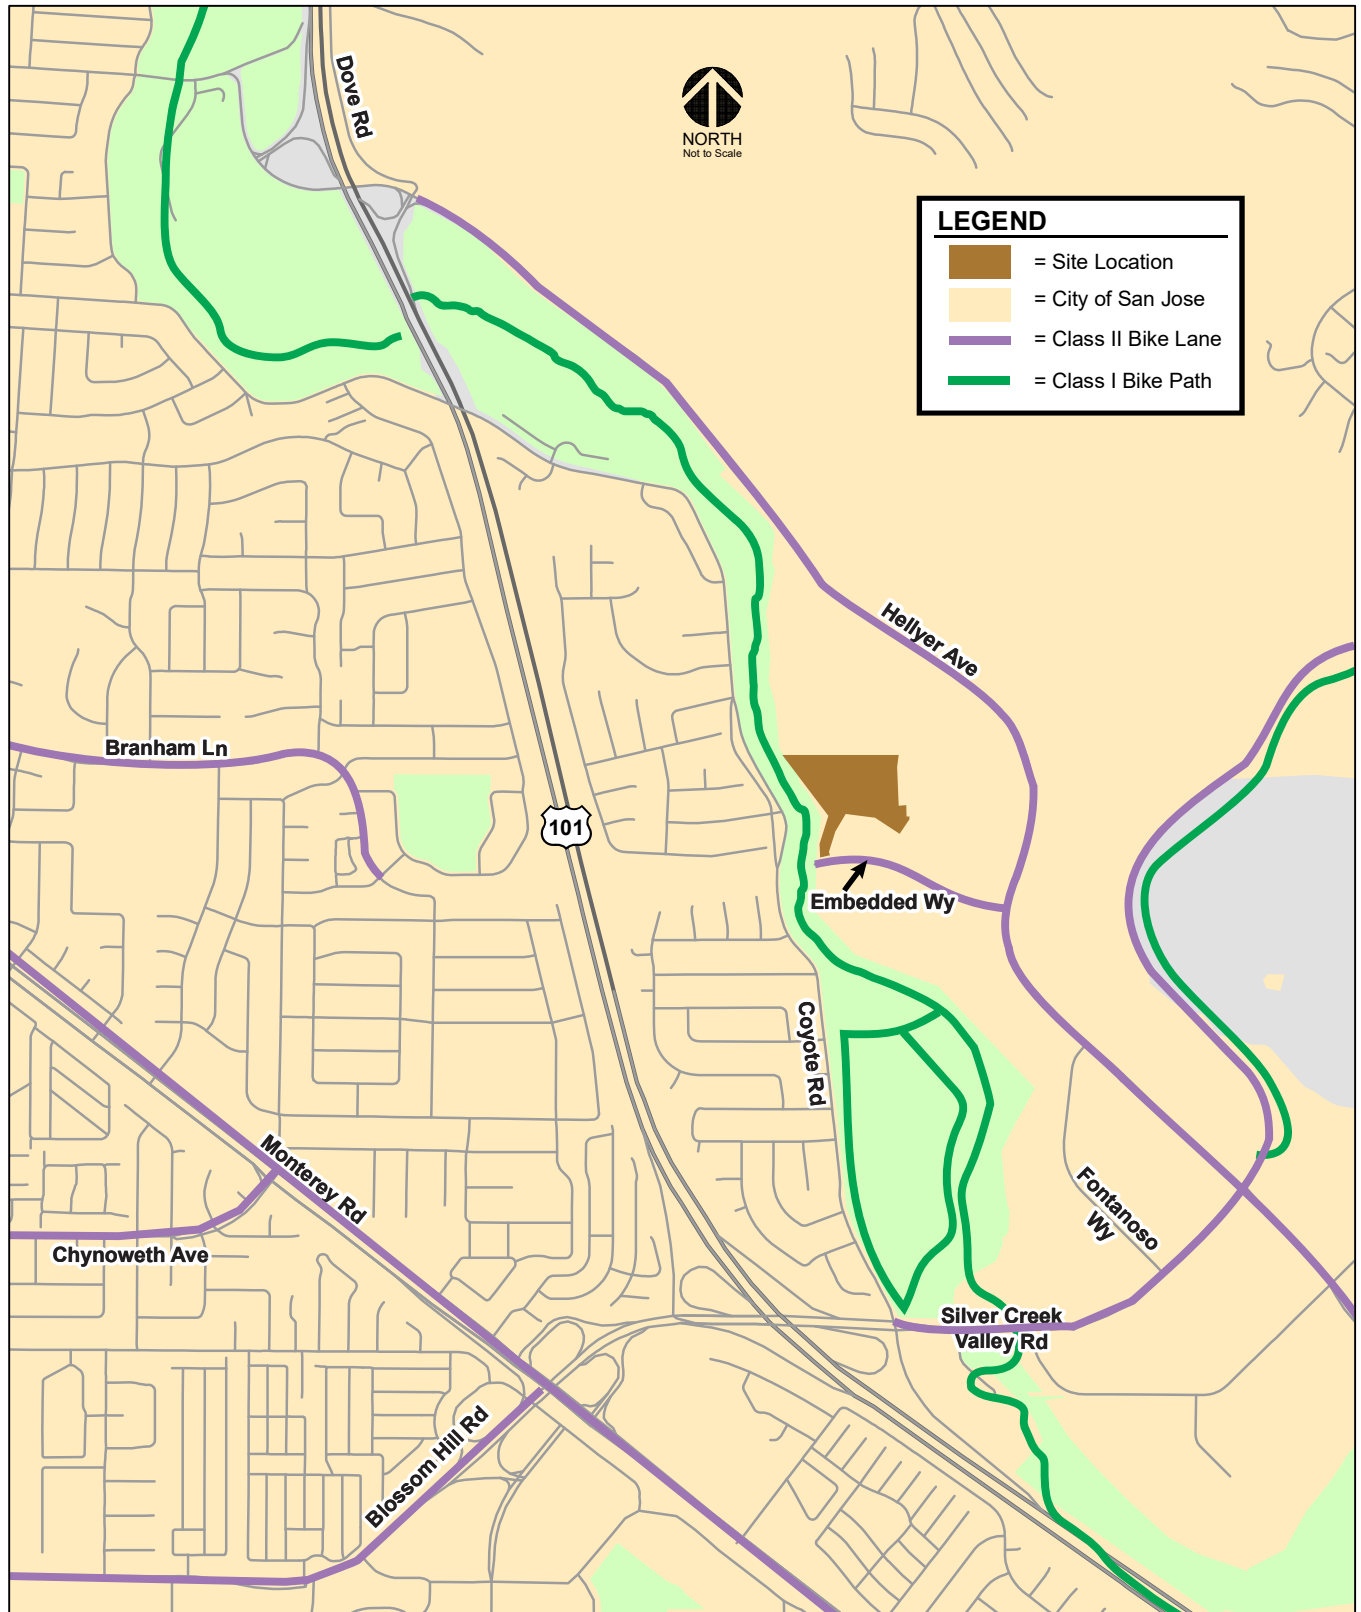 Dove Rd
NORTH
Not to Scale
LEGEND
= Site Location
= City of San Jose
= Class II Bike Lane
= Class I Bike Path
Hellyer Ave
Branham Ln
101
Embedded Wy
Coyote Rd
Monterey Rd
Fontanoso
Wy
Chynoweth Ave
Silver Creek
Valley Rd
Blossom Hill Rd